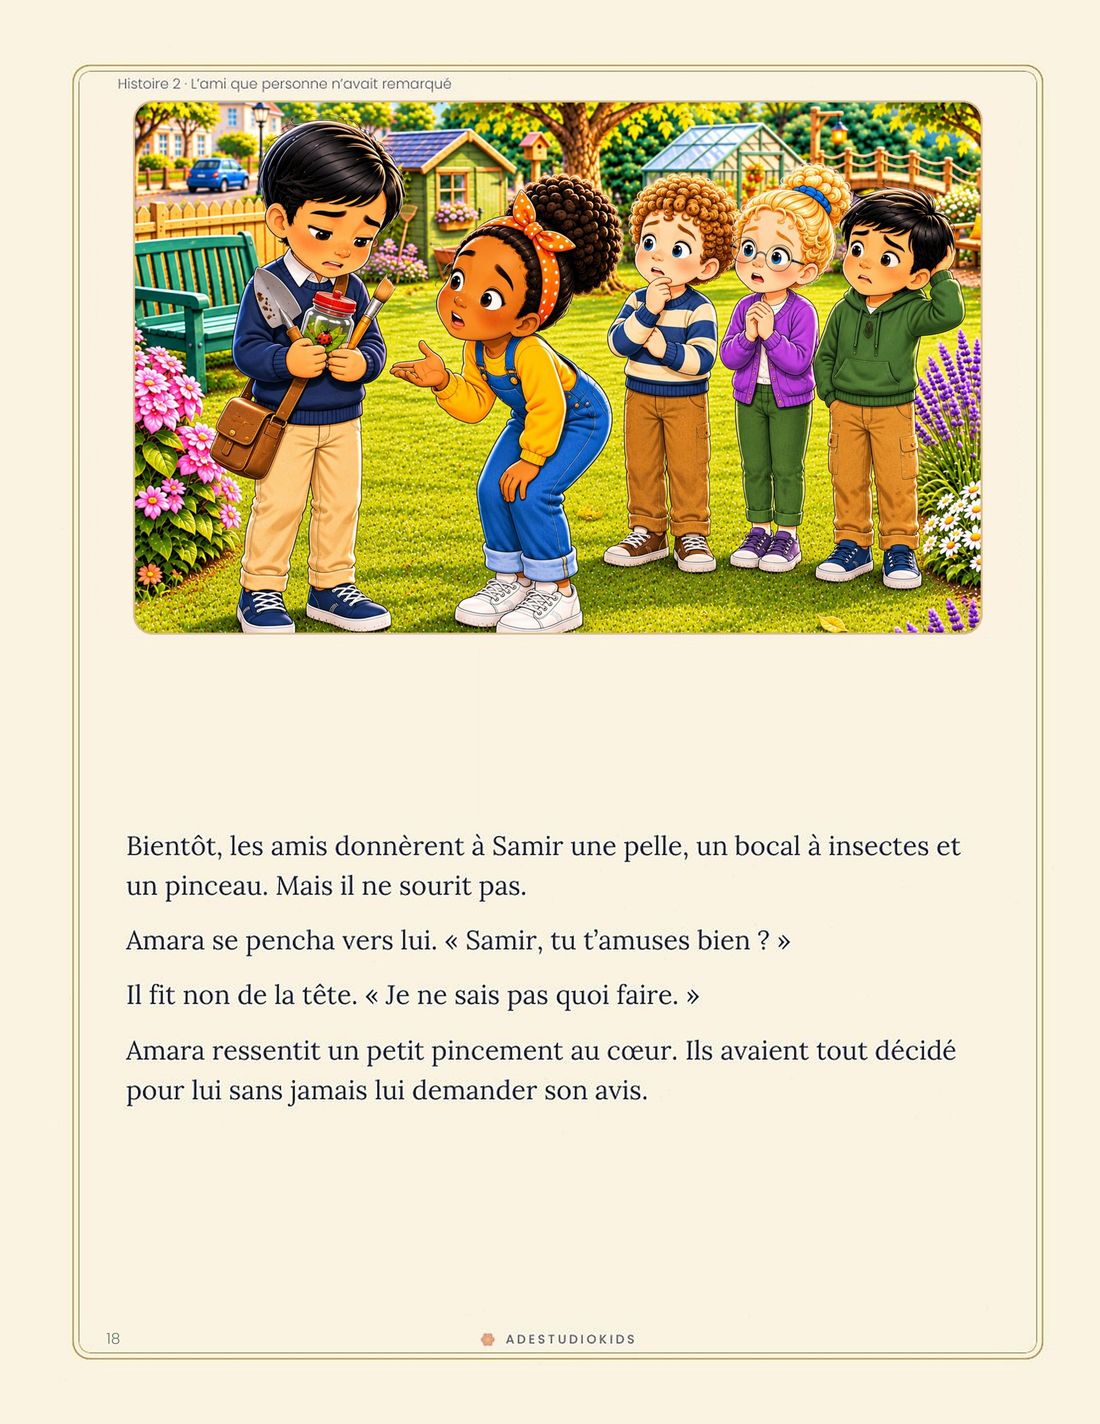 Histoire 2 · L’ami que personne n’avait remarqué
Bientôt, les amis donnèrent à Samir une pelle, un bocal à insectes et
un pinceau. Mais il ne sourit pas.
Amara se pencha vers lui. « Samir, tu t’amuses bien ? »
Il fit non de la tête. « Je ne sais pas quoi faire. »
Amara ressentit un petit pincement au cœur. Ils avaient tout décidé
pour lui sans jamais lui demander son avis.
18
ADESTUDIOKIDS